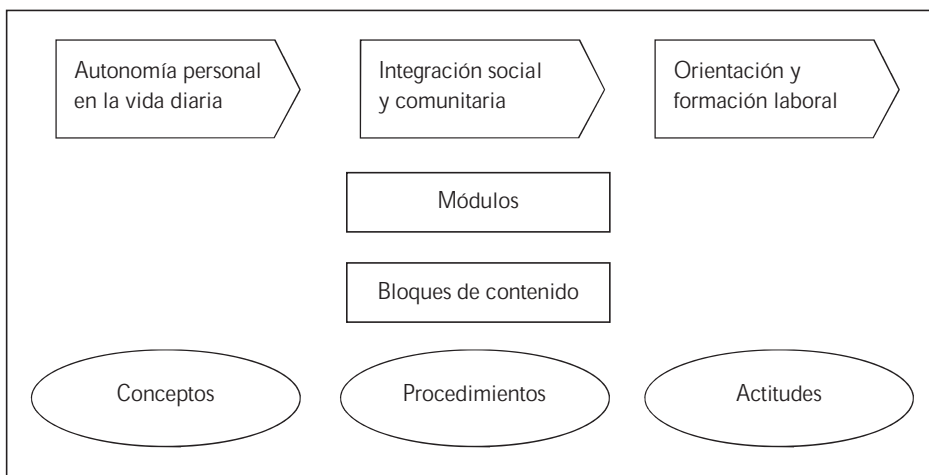 Autonomía personal
en la vida diaria
Integración social
y comunitaria
Orientación y
formación laboral
Módulos
Bloques de contenido
Conceptos
Procedimientos
Actitudes